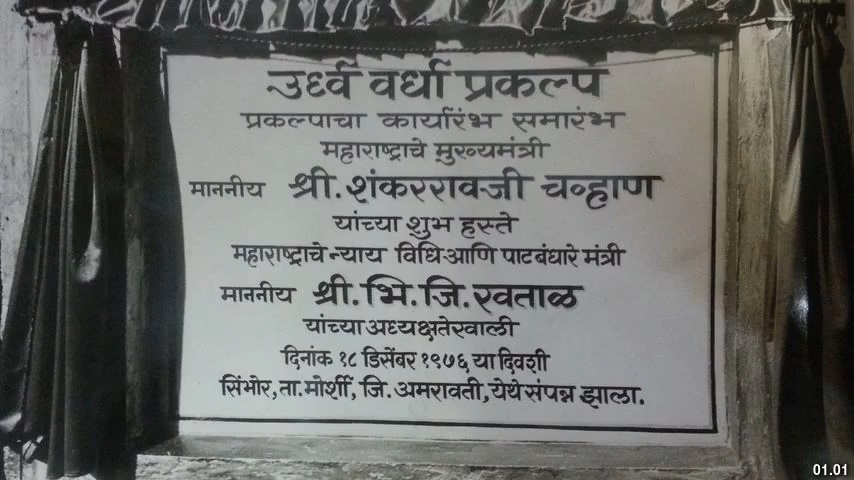 उर्ध्व वर्धा प्रकल्प
प्रकल्पाचा कार्यारंभ समारंभ
महाराष्ट्राचे मुख्यमंत्री
माननीय श्री. शंकररावजी चव्हाण
यांच्या शुभ हस्ते
महाराष्ट्राचे न्याय विधि आणि पाटबंधारे मंत्री
माननीय श्री. भि. जि. खताळ
यांच्या अध्यक्षतेखाली
दिनांक १८ डिसेंबर १९७६ या दिवशी
सिंभोर, ता. मोर्शी, जि. अमरावती, येथे संपन्न झाला.
01.01